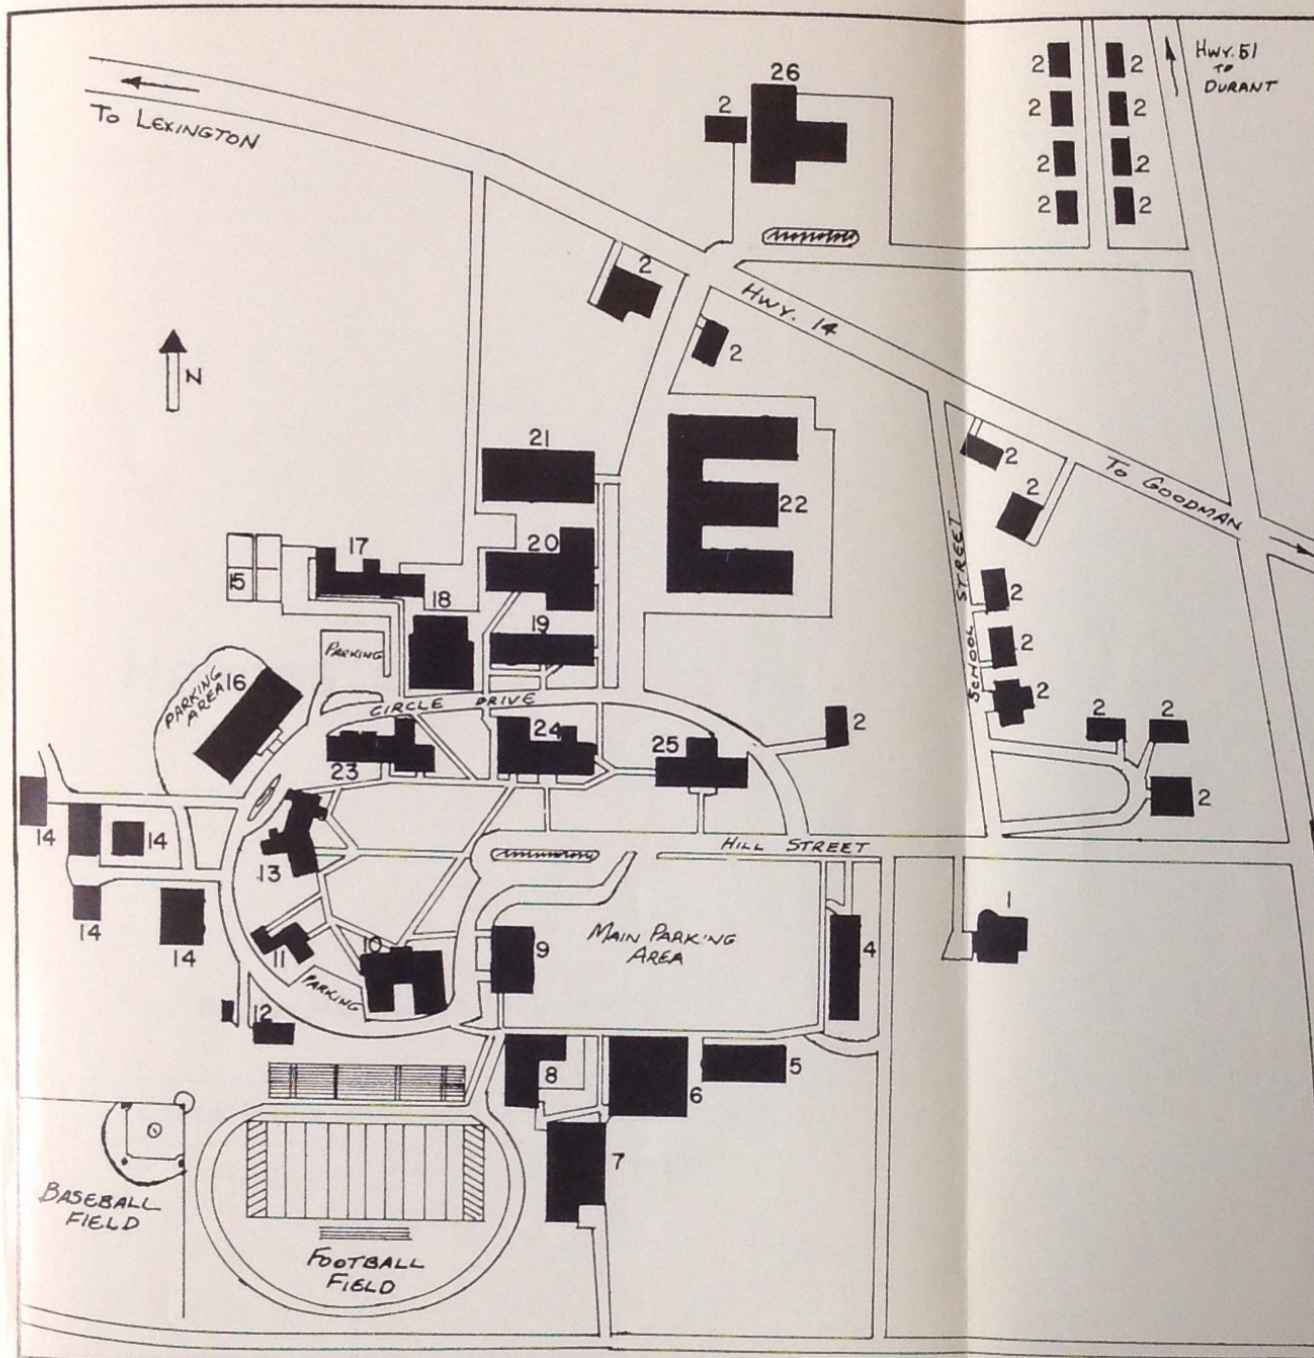 Hwy. 51
TO
DURANT
2
2
2
2
2
2
2
2
26
2
To LEXINGTON
2
2
HWY. 14
N
21
22
2
2
To GOODMAN
20
17
15
18
19
SCHOOL STREET
2
2
2
PARKING
PARKING
AREA
16
CIRCLE DRIVE
23
24
25
2
2
2
2
14
14
13
HILL STREET
14
14
11
10
9
MAIN PARKING
AREA
4
1
PARKING
12
8
6
5
7
BASEBALL
FIELD
FOOTBALL
FIELD